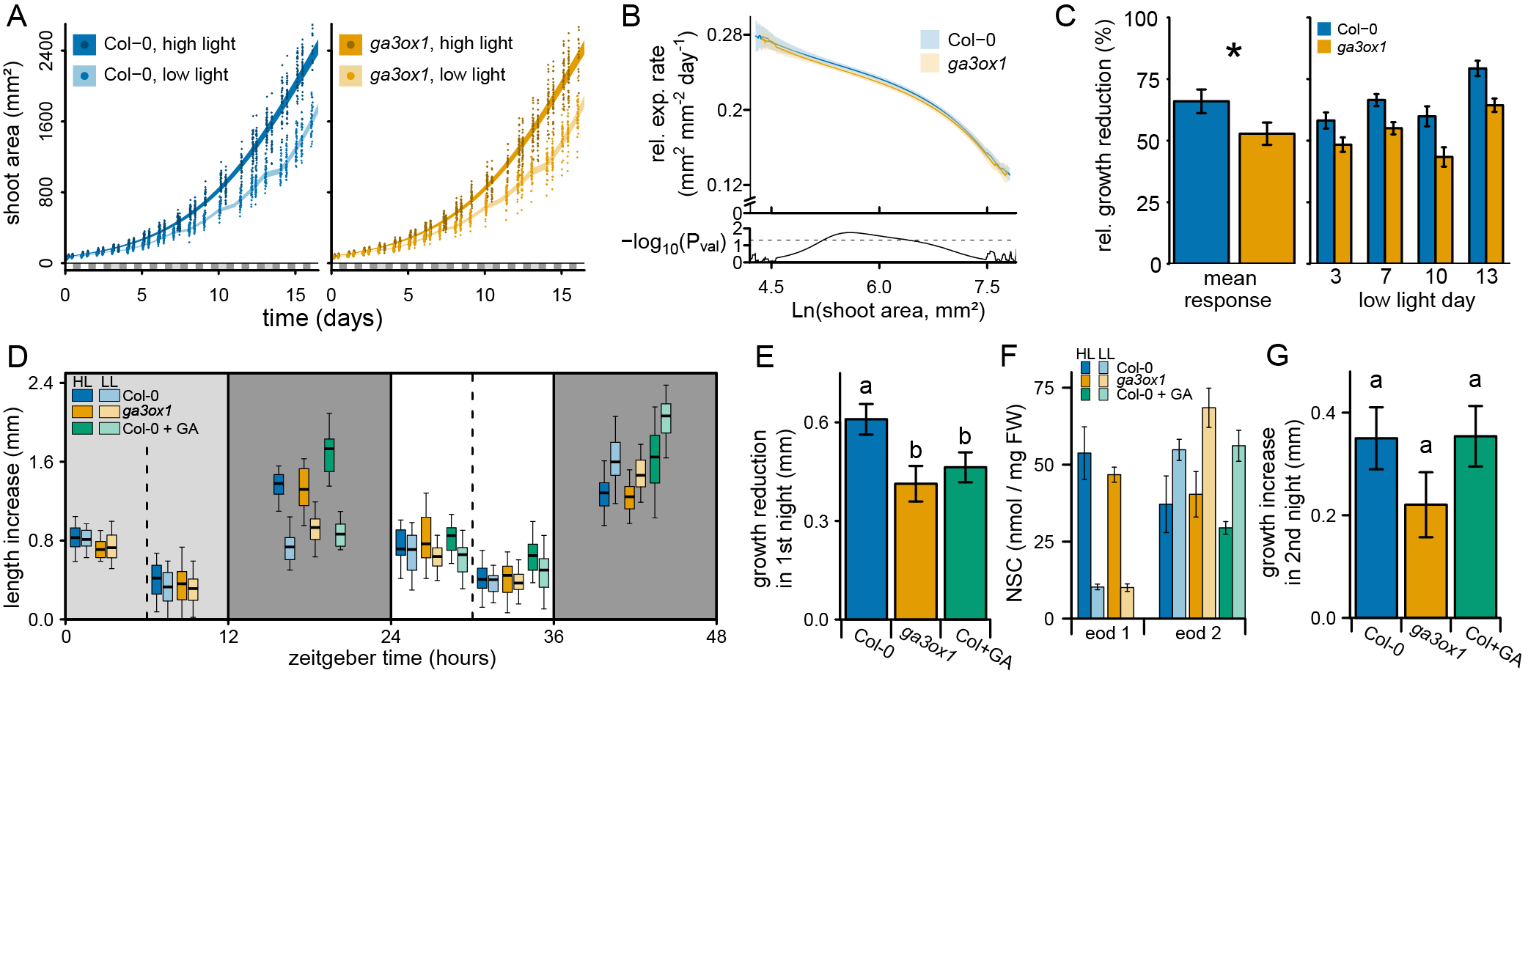 A
shoot area (mm²)
2400
1600
800
0
Col−0, high light
Col−0, low light
ga3ox1, high light
ga3ox1, low light
0 5 10 15
0 5 10 15
time (days)
B
rel. exp. rate
(mm² mm⁻² day⁻¹)
0.28
0.2
0.12
0
Col−0
ga3ox1
−log₁₀(Pval)
2
1
0
4.5 6.0 7.5
Ln(shoot area, mm²)
C
rel. growth reduction (%)
100
75
50
25
0
*
mean
response
Col-0
ga3ox1
3 7 10 13
low light day
D
length increase (mm)
2.4
1.6
0.8
0.0
HL LL
Col-0
ga3ox1
Col-0 + GA
0 12 24 36 48
zeitgeber time (hours)
E
growth reduction
in 1st night (mm)
0.6
0.3
0.0
a b b
Col-0 ga3ox1 Col+GA
F
NSC (nmol / mg FW)
75
50
25
0
HL LL
Col-0
ga3ox1
Col-0 + GA
eod 1 eod 2
G
growth increase
in 2nd night (mm)
0.4
0.2
0.0
a a a
Col-0 ga3ox1 Col+GA